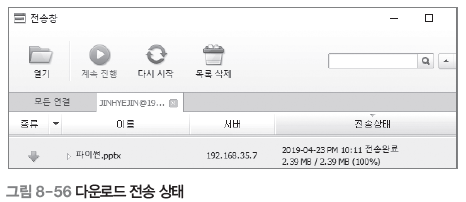 전송창
열기
계속 진행
다시 시작
목록 삭제
모든 연결
JINHYEJIN@19...
종류
이름
서버
전송상태
파이썬.pptx
192.168.35.7
2019-04-23 PM 10:11 전송완료
2.39 MB / 2.39 MB (100%)
그림 8-56 다운로드 전송 상태